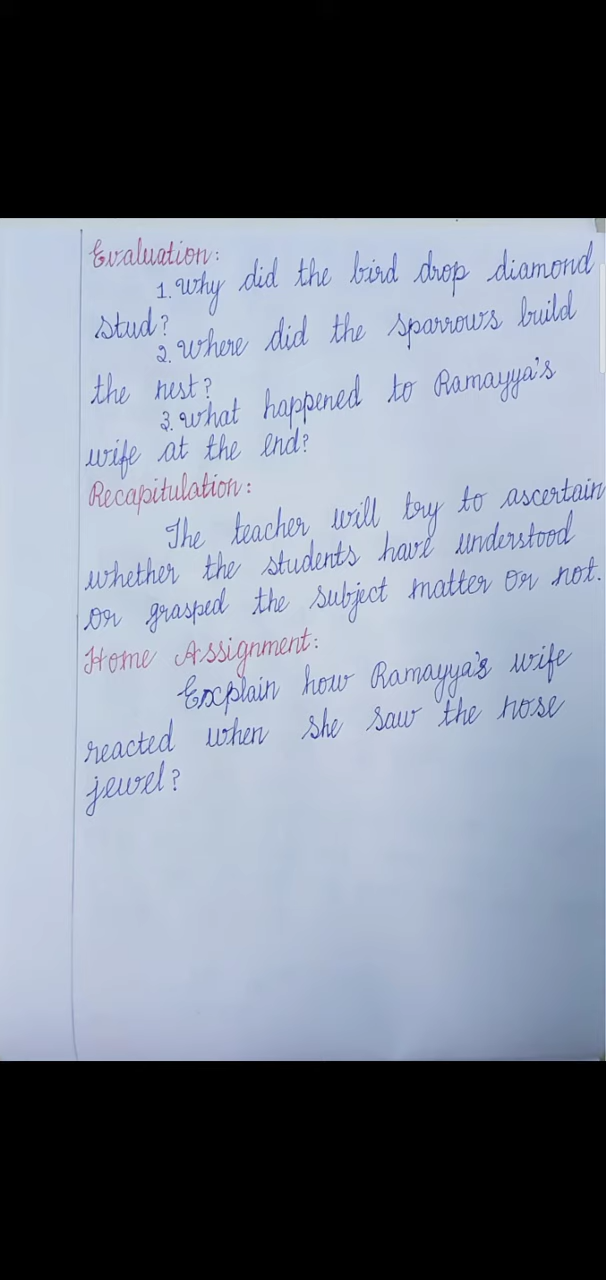 Evaluation:
1. Why did the bird drop diamond
stud?
2. Where did the sparrows build
the nest?
3. What happened to Ramayya's
wife at the end?
Recapitulation:
The teacher will try to ascertain
whether the students have understood
or grasped the subject matter or not.
Home Assignment:
Explain how Ramayya's wife
reacted when she saw the nose
jewel?